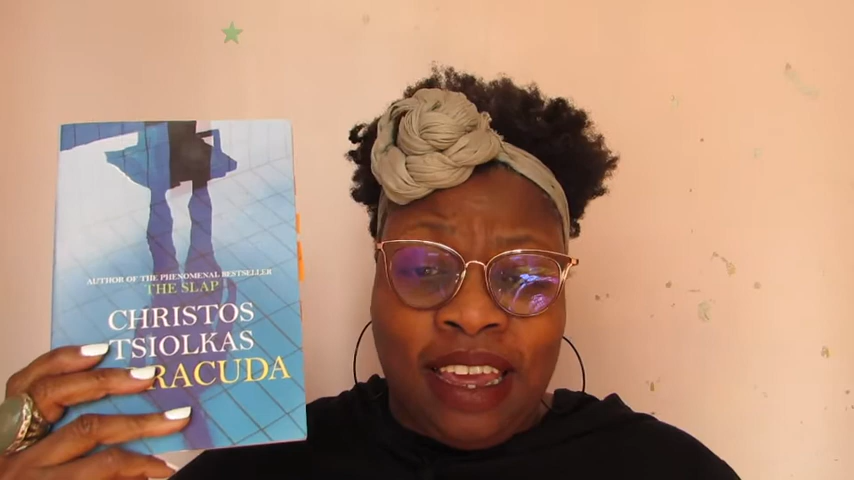 AUTHOR OF THE PHENOMENAL BESTSELLER
THE SLAP
CHRISTOS
TSIOLKAS
RACUDA